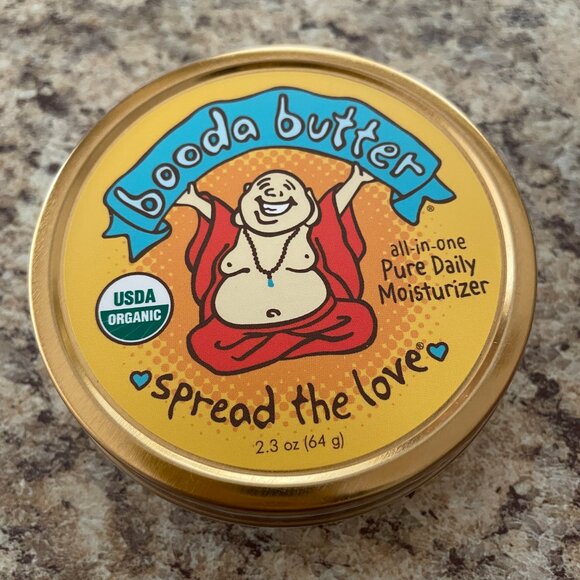 booda butter®
all-in-one
Pure Daily
Moisturizer
USDA
ORGANIC
spread the love®
2.3 oz (64 g)